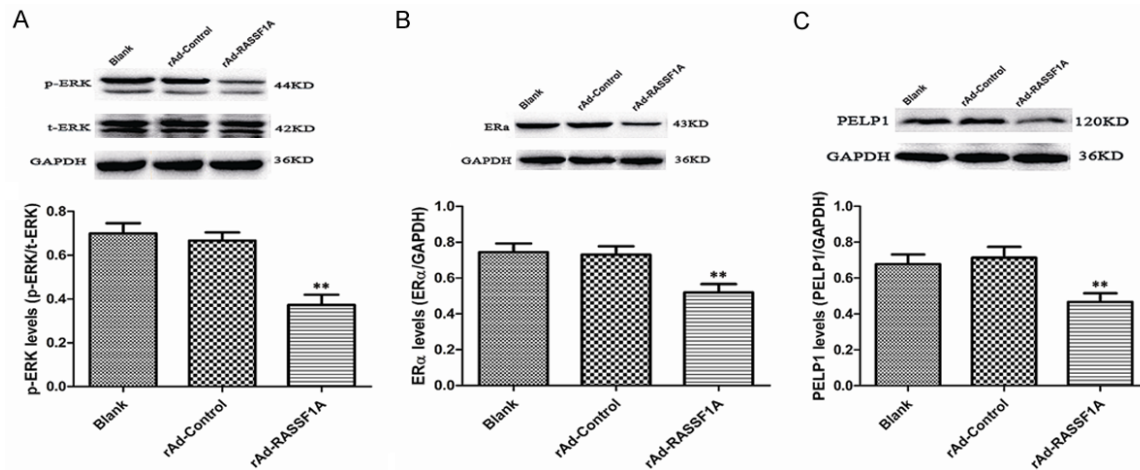 A
Blank
rAd-Control
rAd-RASSF1A
p-ERK
44KD
t-ERK
42KD
GAPDH
36KD
p-ERK levels (p-ERK/t-ERK)
0.8
0.6
0.4
0.2
0.0
**
Blank
rAd-Control
rAd-RASSF1A
B
Blank
rAd-Control
rAd-RASSF1A
ERa
43KD
GAPDH
36KD
ERα levels (ERα/GAPDH)
1.0
0.8
0.6
0.4
0.2
0.0
**
Blank
rAd-Control
rAd-RASSF1A
C
Blank
rAd-Control
rAd-RASSF1A
PELP1
120KD
GAPDH
36KD
PELP1 levels (PELP1/GAPDH)
1.0
0.8
0.6
0.4
0.2
0.0
**
Blank
rAd-Control
rAd-RASSF1A